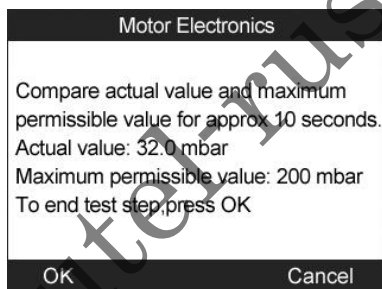 Motor Electronics
Compare actual value and maximum
permissible value for approx 10 seconds.
Actual value: 32.0 mbar
Maximum permissible value: 200 mbar
To end test step,press OK
OK Cancel